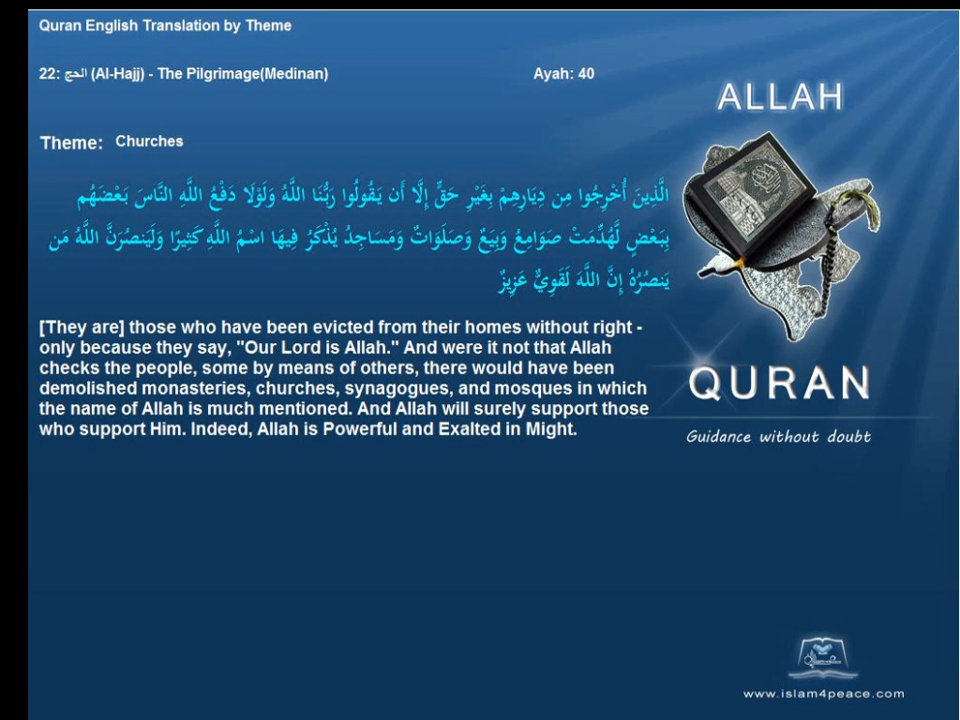 Quran English Translation by Theme
22: الحج (Al-Hajj) - The Pilgrimage(Medinan) Ayah: 40
ALLAH
Theme: Churches
الَّذِينَ أُخْرِجُوا مِن دِيَارِهِمْ بِغَيْرِ حَقٍّ إِلَّا أَن يَقُولُوا رَبُّنَا اللَّهُ وَلَوْلَا دَفْعُ اللَّهِ النَّاسَ بَعْضَهُم
بِبَعْضٍ لَّهُدِّمَتْ صَوَامِعُ وَبِيَعٌ وَصَلَوَاتٌ وَمَسَاجِدُ يُذْكَرُ فِيهَا اسْمُ اللَّهِ كَثِيرًا وَلَيَنصُرَنَّ اللَّهُ مَن
يَنصُرُهُ إِنَّ اللَّهَ لَقَوِيٌّ عَزِيزٌ
[They are] those who have been evicted from their homes without right -
only because they say, "Our Lord is Allah." And were it not that Allah
checks the people, some by means of others, there would have been
demolished monasteries, churches, synagogues, and mosques in which
the name of Allah is much mentioned. And Allah will surely support those
who support Him. Indeed, Allah is Powerful and Exalted in Might.
QURAN
Guidance without doubt
www.islam4peace.com